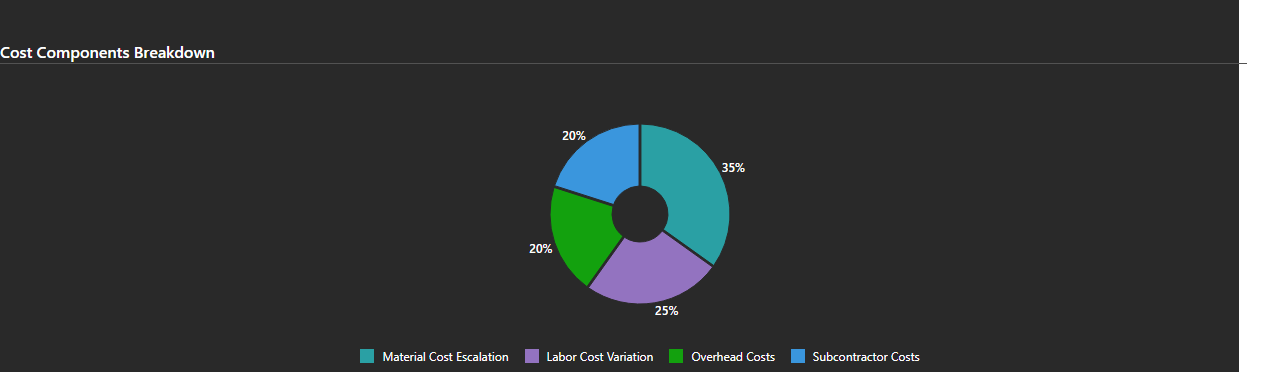 Cost Components Breakdown
20%
35%
20%
25%
Material Cost Escalation Labor Cost Variation Overhead Costs Subcontractor Costs